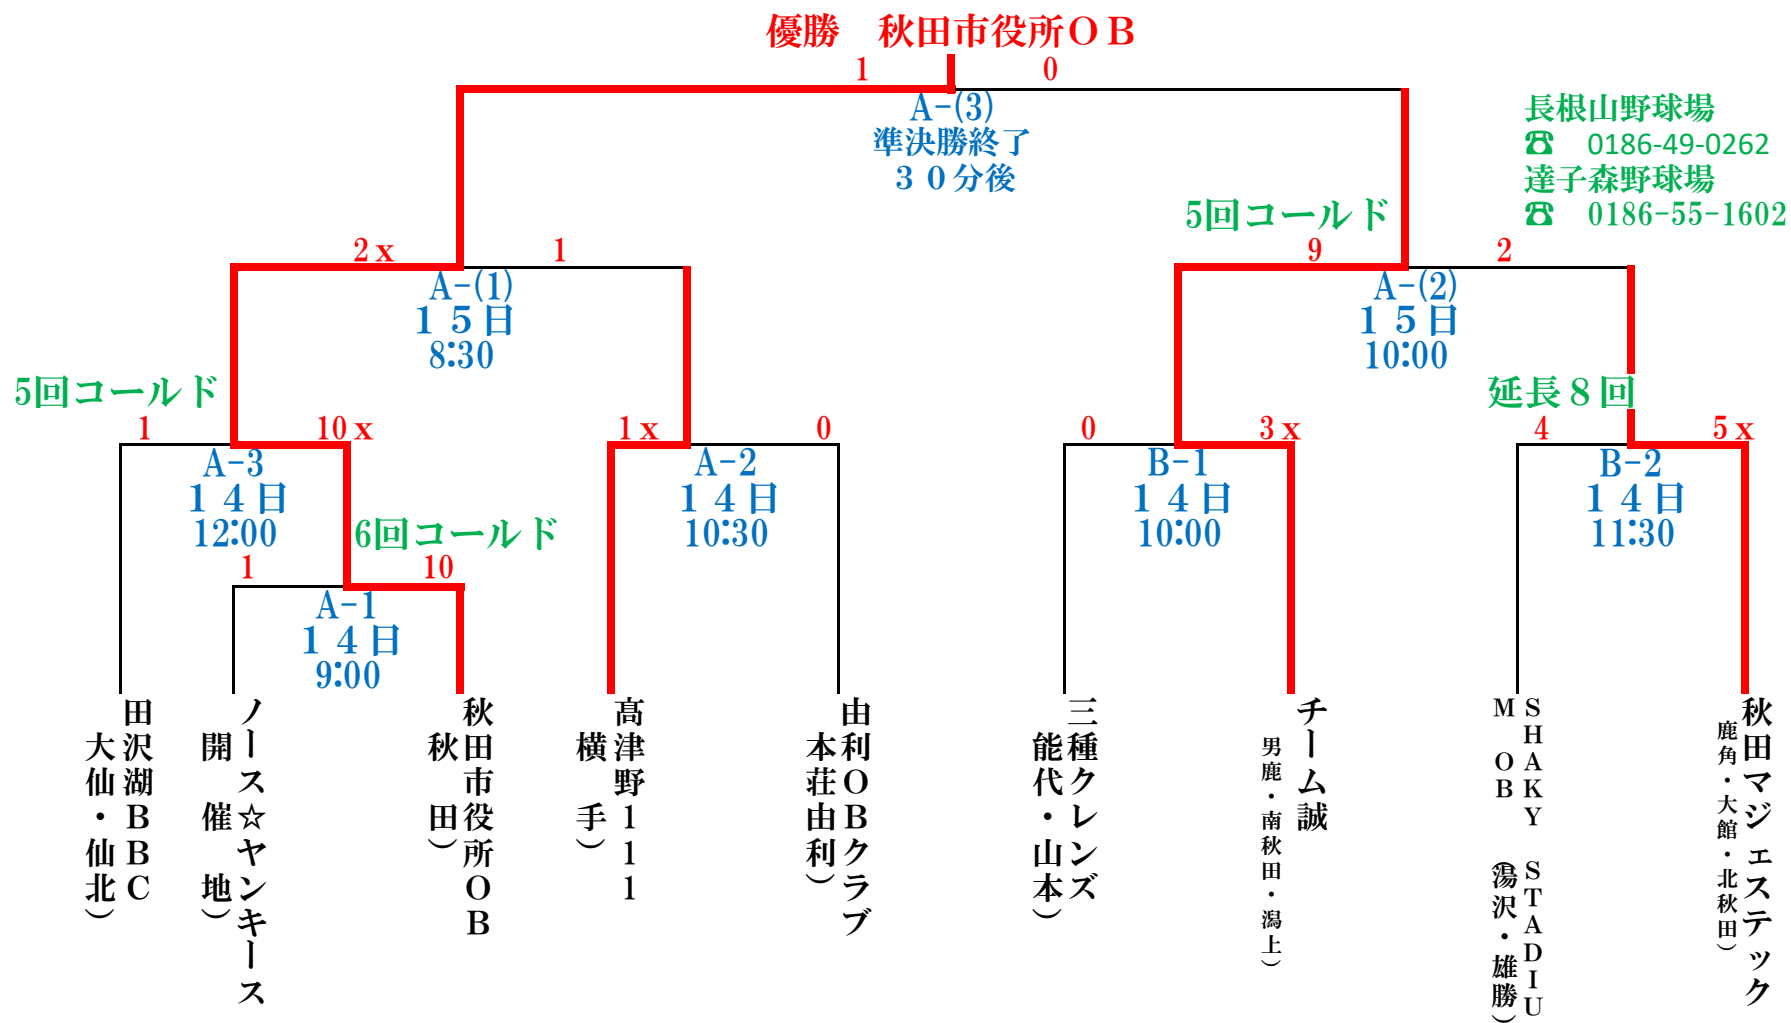 優勝　秋田市役所ＯＢ
1
0
A-(3)
準決勝終了
３０分後
長根山野球場
☎　0186-49-0262
達子森野球場
☎　0186-55-1602
5回コールド
2ｘ
1
9
2
A-(1)
１５日
8:30
A-(2)
１５日
10:00
5回コールド
延長８回
1
10ｘ
1ｘ
0
0
3ｘ
4
5ｘ
A-3
１４日
12:00
A-2
１４日
10:30
B-1
１４日
10:00
B-2
１４日
11:30
6回コールド
1
10
A-1
１４日
9:00
田沢湖ＢＢＣ
大仙・仙北）
ノース☆ヤンキース
開　催　地）
秋田市役所ＯＢ
秋　田）
髙津野１１１
横　手）
由利ＯＢクラブ
本荘由利）
三種クレンズ
能代・山本）
チーム誠
男鹿・南秋田・潟上）
ＳＨＡＫＹ　ＳＴＡＤＩＵ
Ｍ　ＯＢ　（湯沢・雄勝）
秋田マジェステック
鹿角・大館・北秋田）